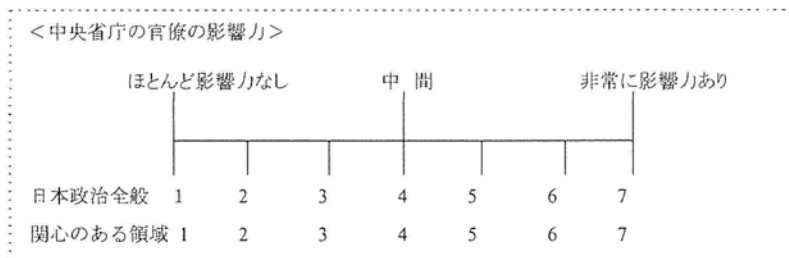 ＜中央省庁の官僚の影響力＞
ほとんど影響力なし 中 間 非常に影響力あり
日本政治全般 1 2 3 4 5 6 7
関心のある領域 1 2 3 4 5 6 7